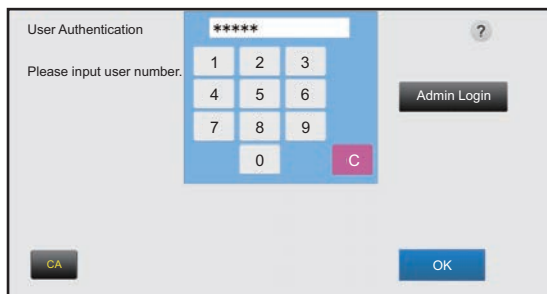 User Authentication
*****
?
Please input user number.
1 2 3
4 5 6
Admin Login
7 8 9
0 C
CA
OK